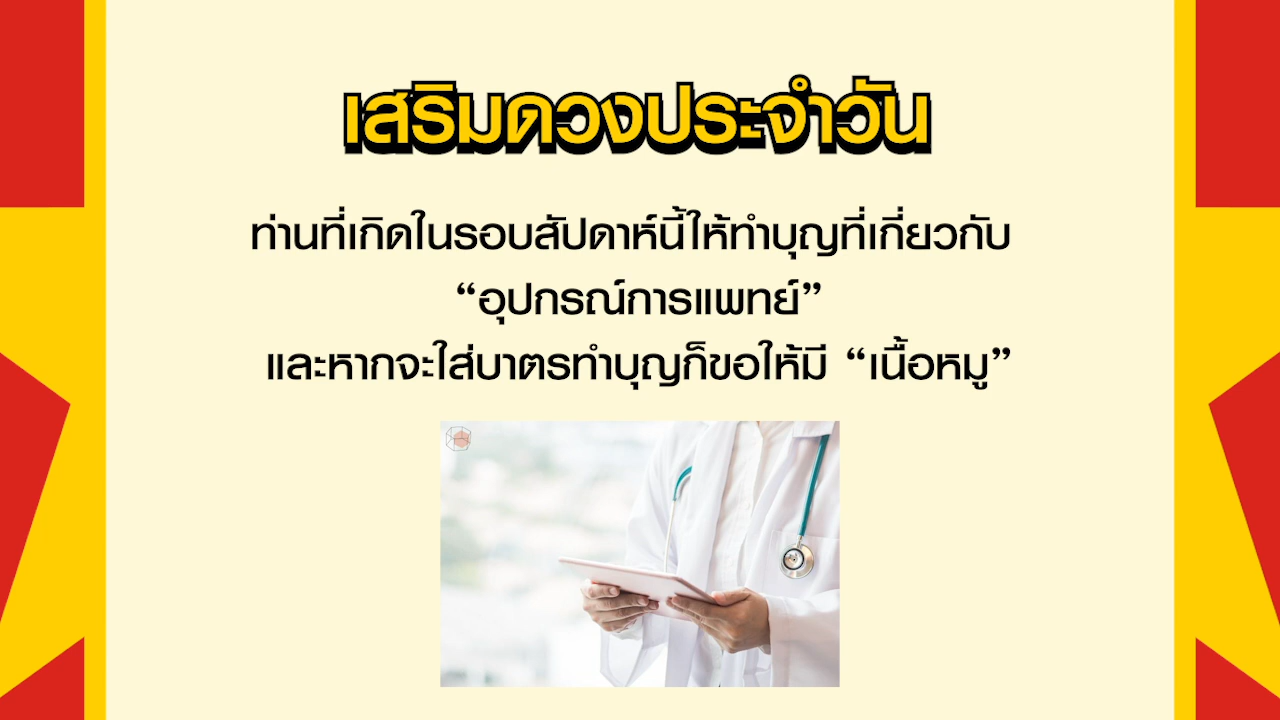 เสริมดวงประจำวัน
ท่านที่เกิดในรอบสัปดาห์นี้ให้ทำบุญที่เกี่ยวกับ
“อุปกรณ์การแพทย์”
และหากจะใส่บาตรทำบุญก็ขอให้มี “เนื้อหมู”